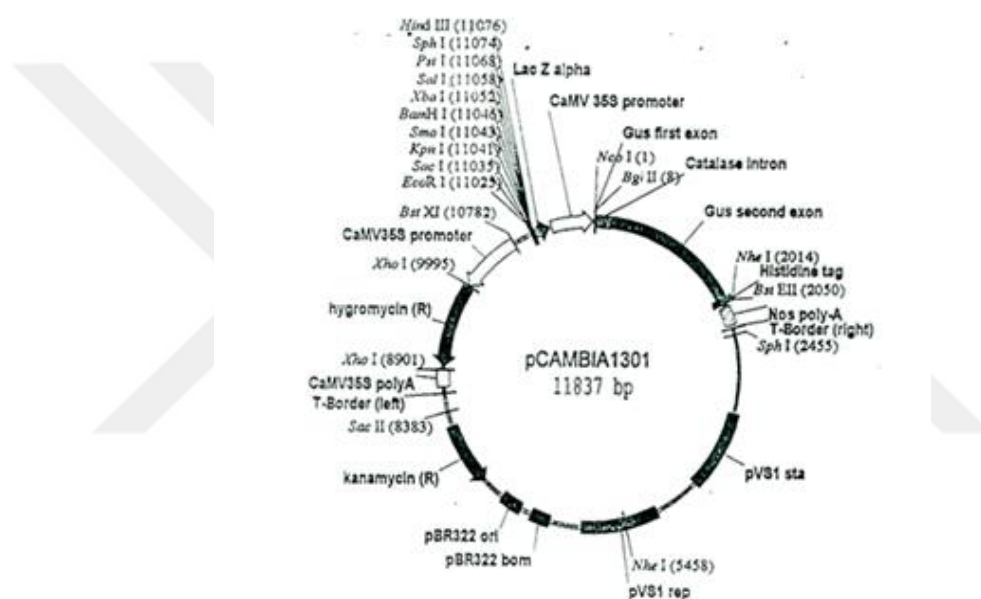 Hind III (11076)
Sph I (11074)
Pst I (11068)
Sal I (11058)
Xba I (11052)
BamH I (11046)
Sma I (11043)
Kpn I (11041)
Sac I (11035)
EcoR I (11025)
Lac Z alpha
CaMV 35S promoter
Gus first exon
Nco I (1)
Bgl II (8)
Catalase Intron
Gus second exon
Bst XI (10782)
CaMV35S promoter
Nhe I (2014)
Histidine tag
Bst EII (2050)
Xho I (9995)
Nos poly-A
T-Border (right)
hygromycin (R)
Sph I (2455)
pCAMBIA1301
11837 bp
Xho I (8901)
CaMV35S polyA
T-Border (left)
Sac II (8383)
kanamycin (R)
pVS1 sta
pBR322 ori
pBR322 bom
Nhe I (5458)
pVS1 rep